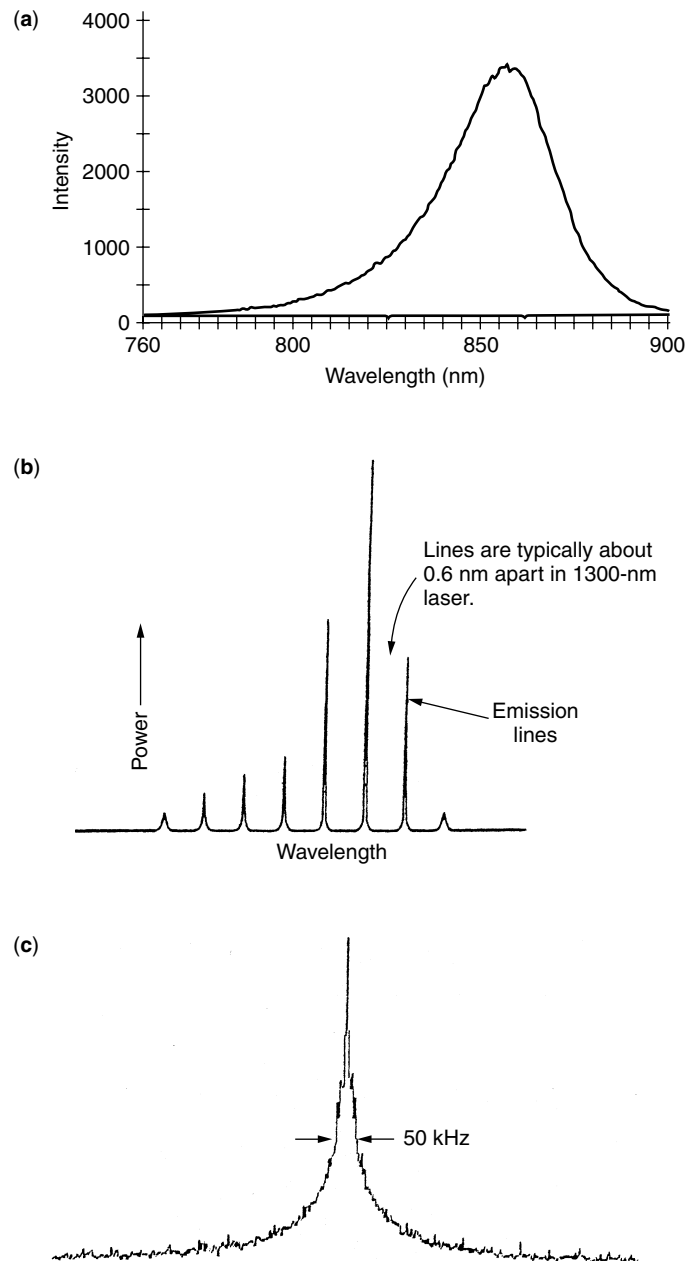 (a)
4000
3000
2000
1000
0
Intensity
760
800
850
900
Wavelength (nm)
(b)
Lines are typically about
0.6 nm apart in 1300-nm
laser.
Power
Emission
lines
Wavelength
(c)
50 kHz